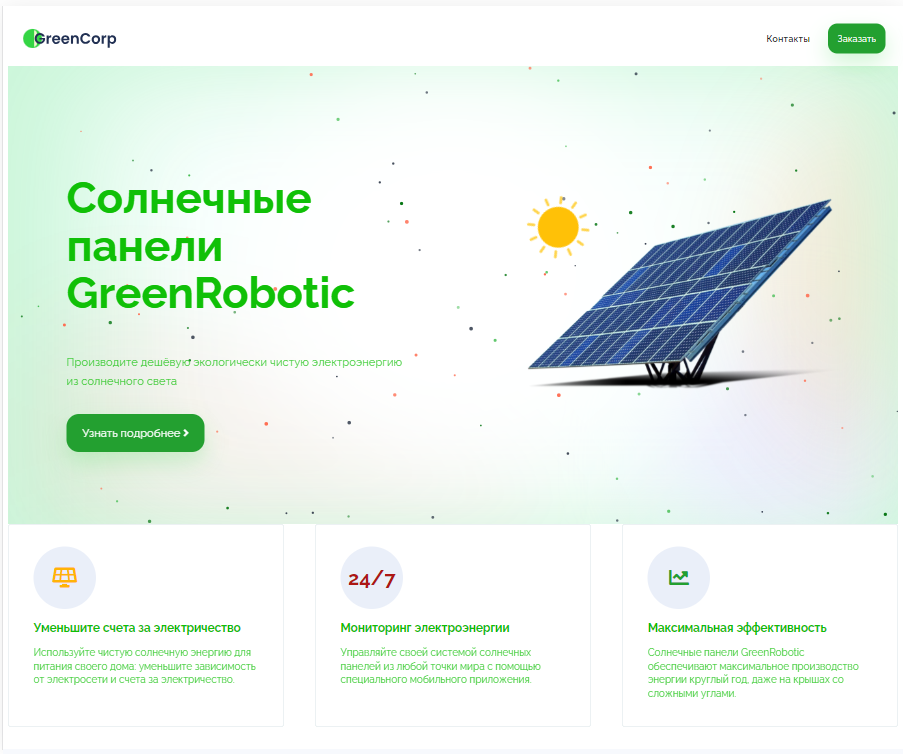 GreenCorp
Контакты
Заказать
Солнечные
панели
GreenRobotic
Производите дешёвую экологически чистую электроэнергию
из солнечного света
Узнать подробнее
24/7
Уменьшите счета за электричество
Используйте чистую солнечную энергию для
питания своего дома: уменьшите зависимость
от электросети и счета за электричество.
Мониторинг электроэнергии
Управляйте своей системой солнечных
панелей из любой точки мира с помощью
специального мобильного приложения.
Максимальная эффективность
Солнечные панели GreenRobotic
обеспечивают максимальное производство
энергии круглый год, даже на крышах со
сложными углами.